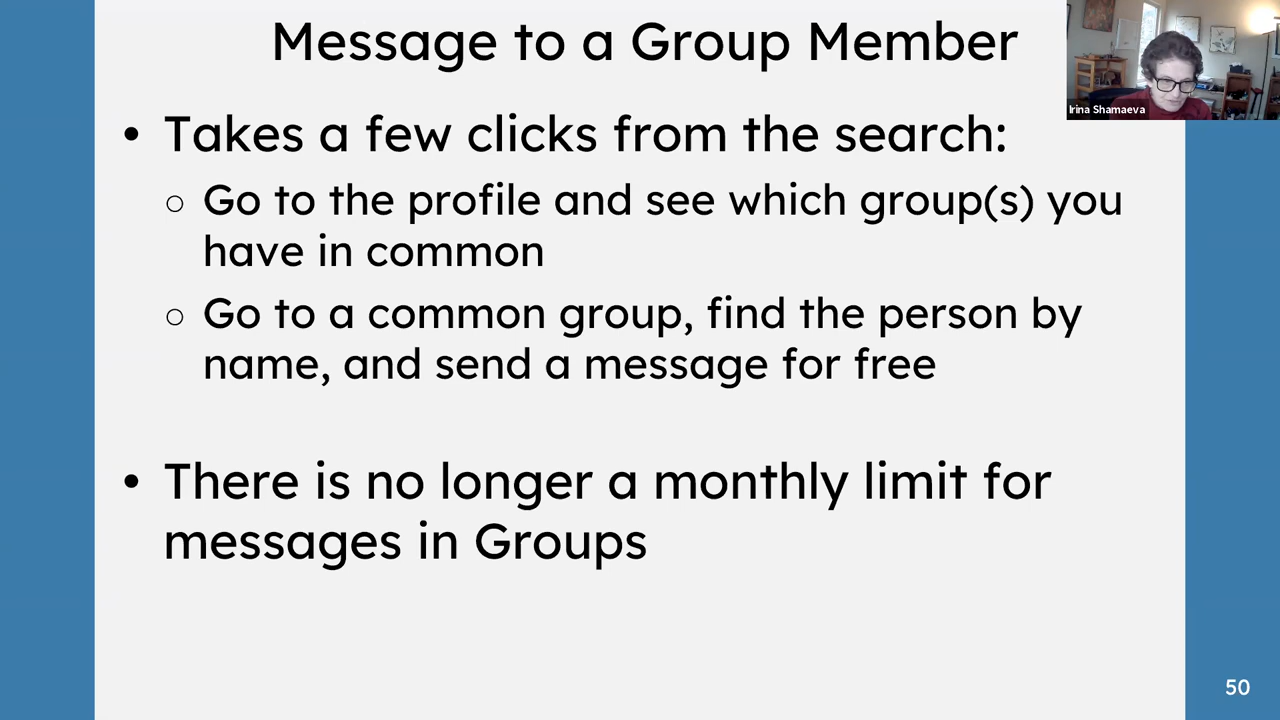 Message to a Group Member
Irina Shamaeva
• Takes a few clicks from the search:
○ Go to the profile and see which group(s) you
have in common
○ Go to a common group, find the person by
name, and send a message for free
• There is no longer a monthly limit for
messages in Groups
50